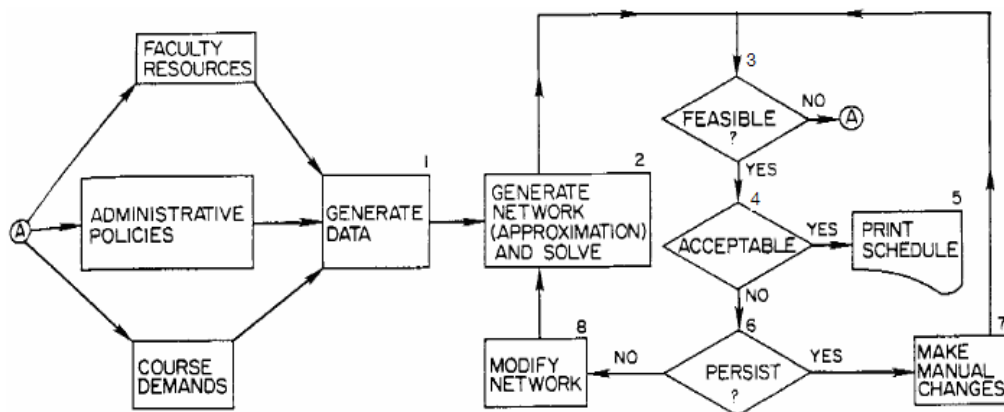 FACULTY
RESOURCES
A
ADMINISTRATIVE
POLICIES
COURSE
DEMANDS
1
GENERATE
DATA
2
GENERATE
NETWORK
(APPROXIMATION)
AND SOLVE
3
FEASIBLE
?
NO
A
YES
4
ACCEPTABLE
YES
5
PRINT
SCHEDULE
NO
6
PERSIST
?
NO
8
MODIFY
NETWORK
YES
7
MAKE
MANUAL
CHANGES